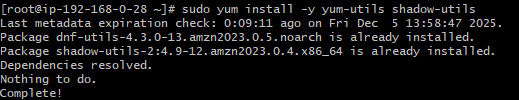 [root@ip-192-168-0-28 /]# sudo yum install -y yum-utils shadow-utils
Last metadata expiration check: 0:09:11 ago on Fri Dec  5 13:58:47 2025.
Package dnf-utils-4.3.0-13.amzn2023.0.5.noarch is already installed.
Package shadow-utils-2:4.9-12.amzn2023.0.4.x86_64 is already installed.
Dependencies resolved.
Nothing to do.
Complete!